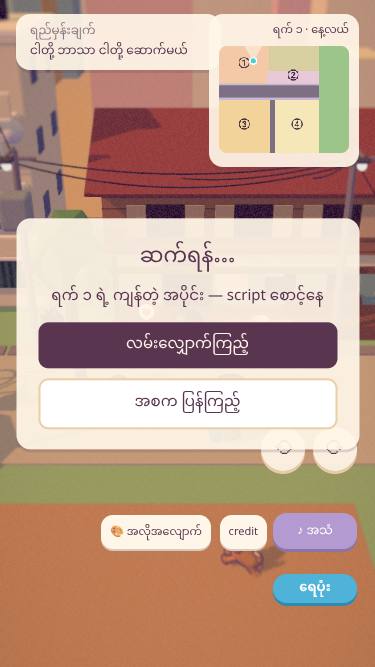 ရည်မှန်းချက်
ငါတို့ ဘာသာ ငါတို့ ဆောက်မယ်
ရက် ၁ · နေ့လယ်
①
②
③
④
ဆက်ရန်…
ရက် ၁ ရဲ့ ကျန်တဲ့ အပိုင်း — script စောင့်နေ
လမ်းလျှောက်ကြည့်
အစက ပြန်ကြည့်
🎨 အလိုအလျောက်
credit
♪ အသံ
ရေပုံး